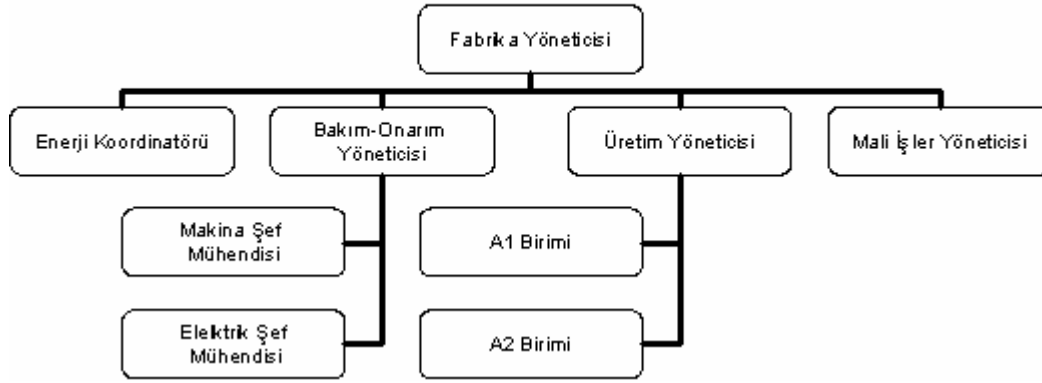 Fabrika Yöneticisi
Enerji Koordinatörü
Bakım-Onarım
Yöneticisi
Üretim Yöneticisi
Mali İşler Yöneticisi
Makina Şef
Mühendisi
A1 Birimi
Elektrik Şef
Mühendisi
A2 Birimi